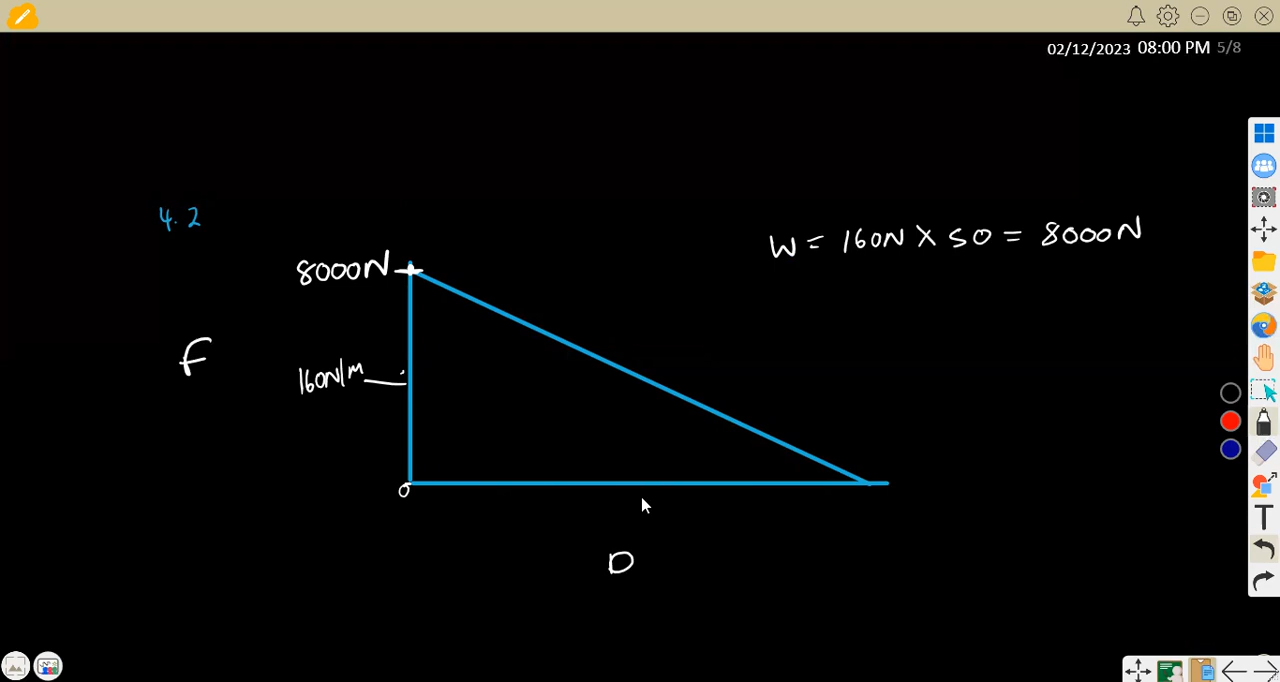 02/12/2023 08:00 PM 5/8
4.2
W = 160N X 50 = 8000N
8000N
F
160N/m
0
D
T